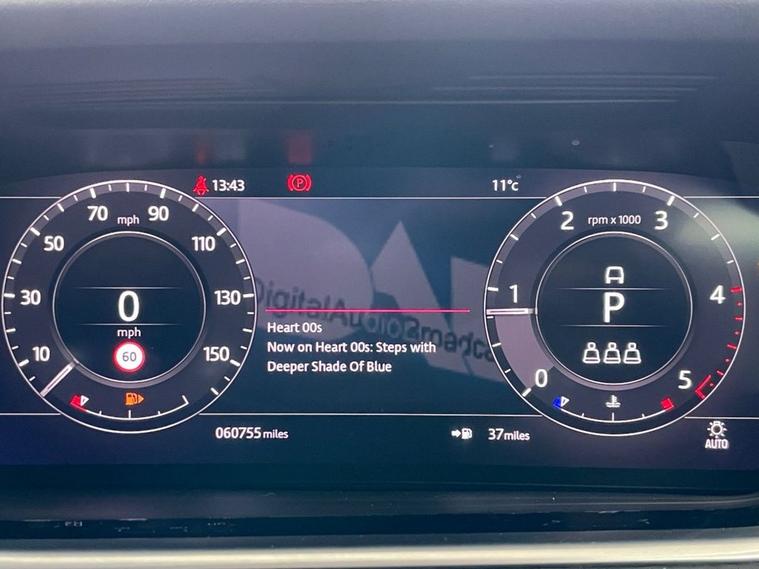 13:43
11°c
70 mph 90
50 110
30 0 130
mph
10 60 150
DAB
DigitalAudioBroadca
Heart 00s
Now on Heart 00s: Steps with
Deeper Shade Of Blue
2 rpm x 1000 3
1 P 4
0 5
060755 miles
37 miles
AUTO